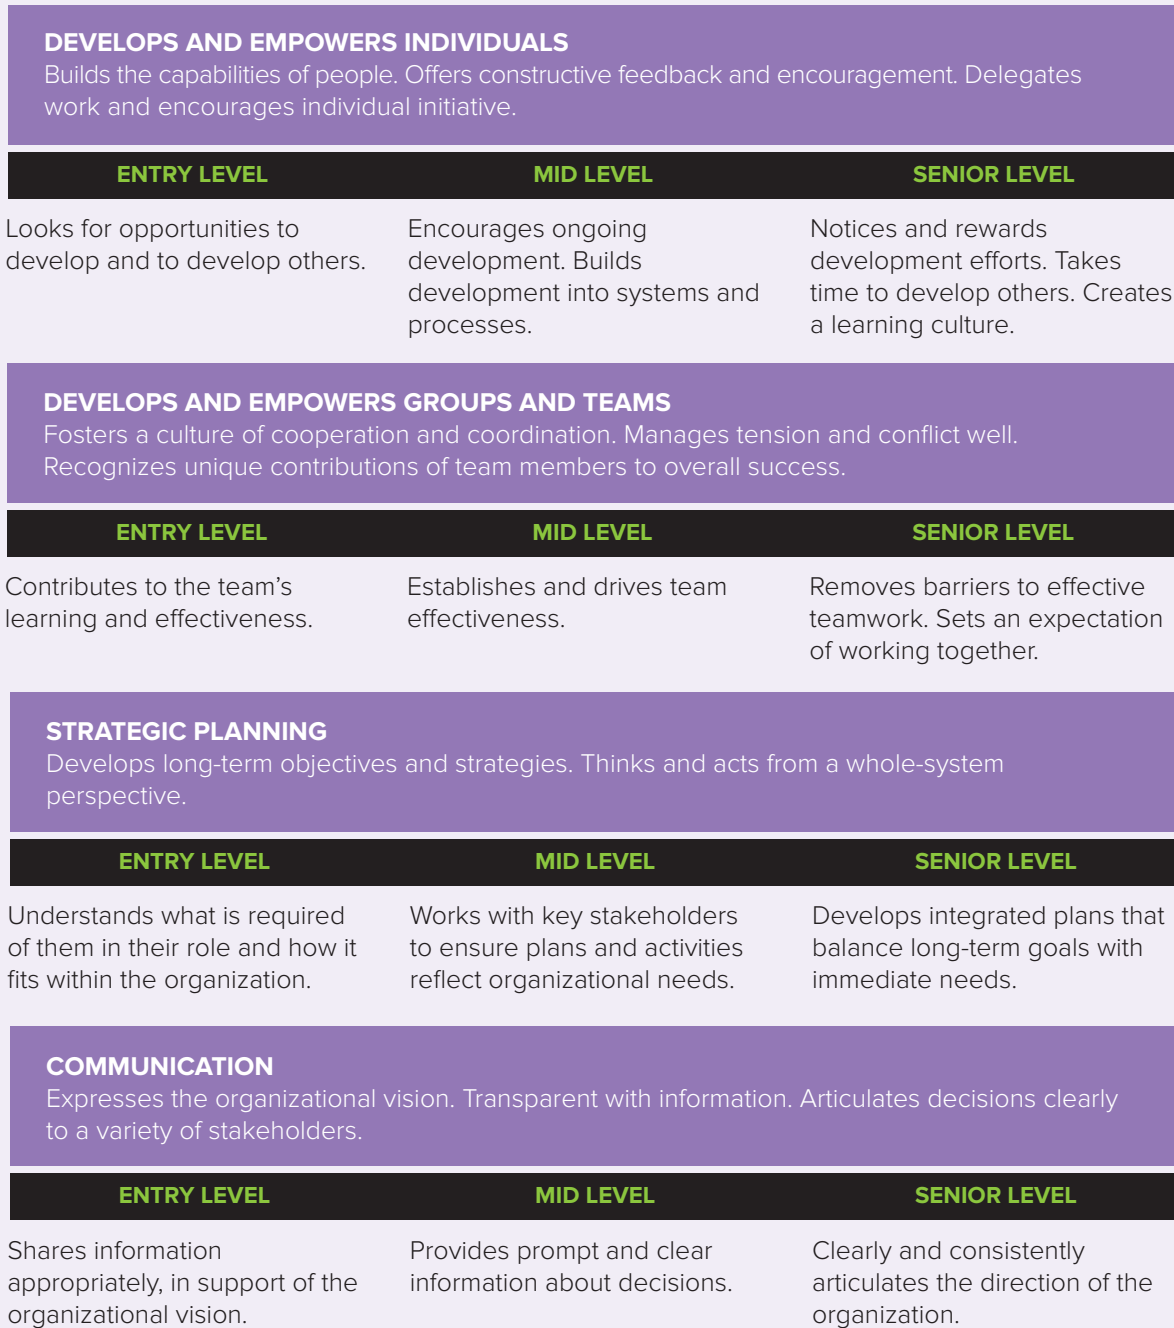 DEVELOPS AND EMPOWERS INDIVIDUALS
Builds the capabilities of people. Offers constructive feedback and encouragement. Delegates
work and encourages individual initiative.
ENTRY LEVEL
MID LEVEL
SENIOR LEVEL
Looks for opportunities to
develop and to develop others.
Encourages ongoing
development. Builds
development into systems and
processes.
Notices and rewards
development efforts. Takes
time to develop others. Creates
a learning culture.
DEVELOPS AND EMPOWERS GROUPS AND TEAMS
Fosters a culture of cooperation and coordination. Manages tension and conflict well.
Recognizes unique contributions of team members to overall success.
ENTRY LEVEL
MID LEVEL
SENIOR LEVEL
Contributes to the team’s
learning and effectiveness.
Establishes and drives team
effectiveness.
Removes barriers to effective
teamwork. Sets an expectation
of working together.
STRATEGIC PLANNING
Develops long-term objectives and strategies. Thinks and acts from a whole-system
perspective.
ENTRY LEVEL
MID LEVEL
SENIOR LEVEL
Understands what is required
of them in their role and how it
fits within the organization.
Works with key stakeholders
to ensure plans and activities
reflect organizational needs.
Develops integrated plans that
balance long-term goals with
immediate needs.
COMMUNICATION
Expresses the organizational vision. Transparent with information. Articulates decisions clearly
to a variety of stakeholders.
ENTRY LEVEL
MID LEVEL
SENIOR LEVEL
Shares information
appropriately, in support of the
organizational vision.
Provides prompt and clear
information about decisions.
Clearly and consistently
articulates the direction of the
organization.